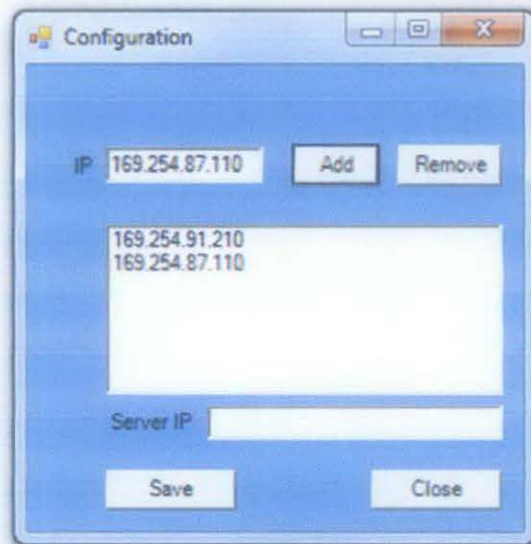 Configuration
IP 169.254.87.110 Add Remove
169.254.91.210
169.254.87.110
Server IP
Save Close